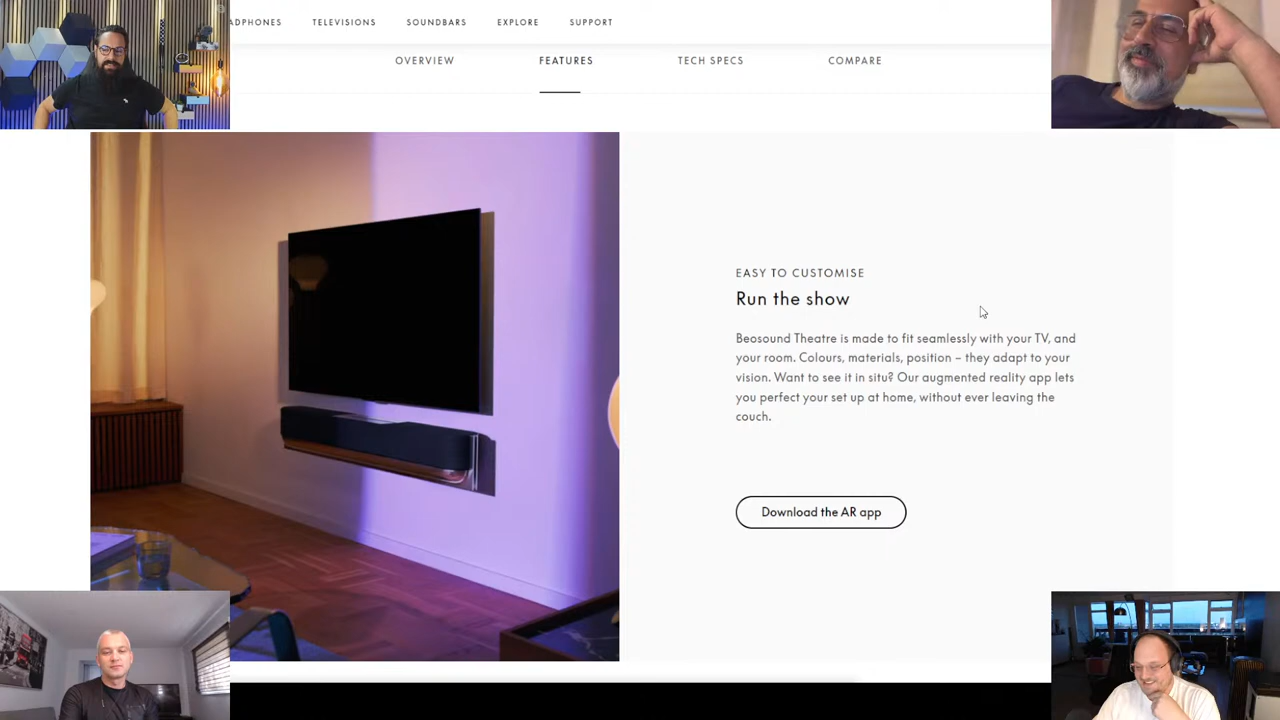 TELEVISIONS
SOUNDBARS
EXPLORE
SUPPORT
OVERVIEW
FEATURES
TECH SPECS
COMPARE
EASY TO CUSTOMISE
Run the show
Beosound Theatre is made to fit seamlessly with your TV, and
your room. Colours, materials, position – they adapt to your
vision. Want to see it in situ? Our augmented reality app lets
you perfect your set up at home, without ever leaving the
couch.
Download the AR app